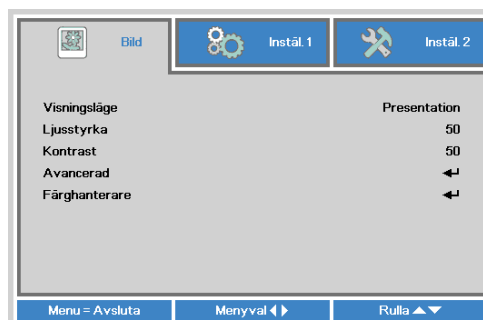 Bild Instäl. 1 Instäl. 2
Visningsläge Presentation
Ljusstyrka 50
Kontrast 50
Avancerad
Färghanterare
Menu = Avsluta Menyval Rulla